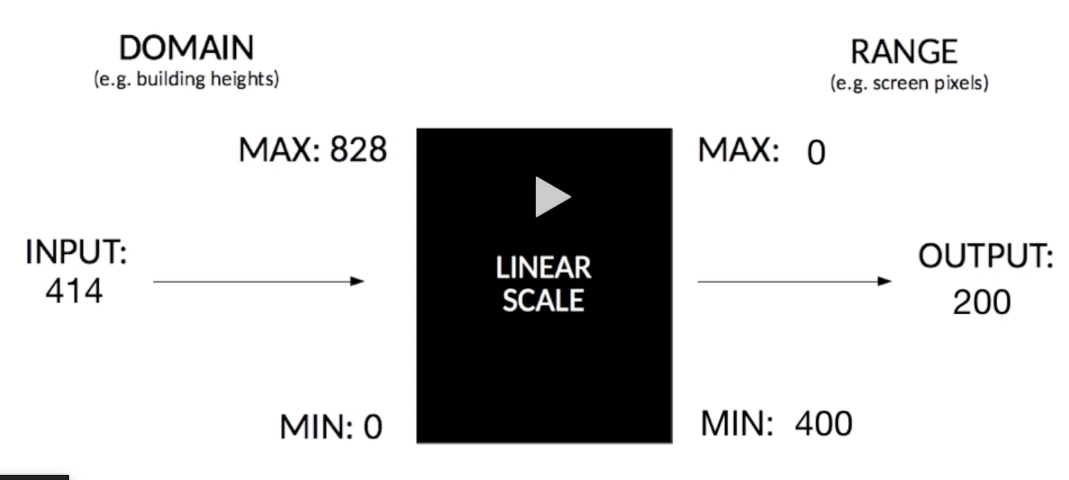 DOMAIN
(e.g. building heights)
RANGE
(e.g. screen pixels)
MAX: 828
MAX: 0
INPUT:
414
LINEAR
SCALE
OUTPUT:
200
MIN: 0
MIN: 400